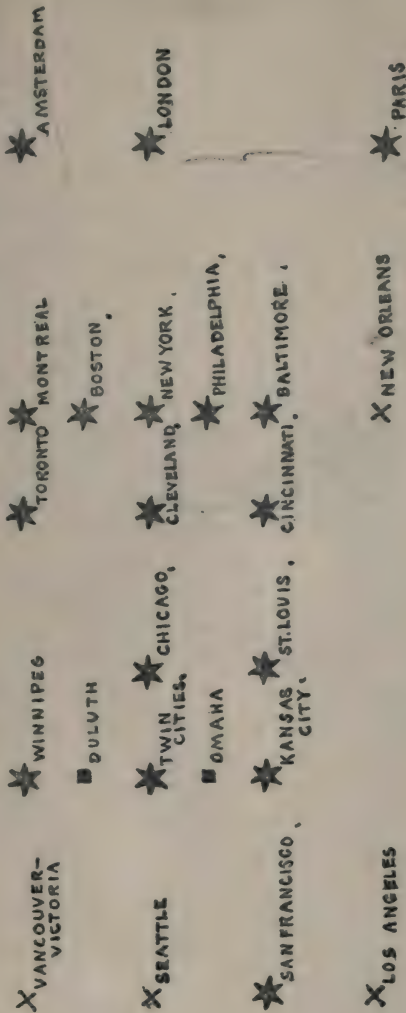 VANCOUVER-
VICTORIA
WINNIPEG
TORONTO
MONTREAL
AMSTERDAM
DULUTH
BOSTON.
SEATTLE
TWIN
CITIES.
CHICAGO,
CLEVELAND,
NEW YORK.
LONDON
OMAHA
PHILADELPHIA,
SAN FRANCISCO,
KANSAS
CITY.
ST. LOUIS,
CINCINNATI,
BALTIMORE.
LOS ANGELES
NEW ORLEANS
PARIS